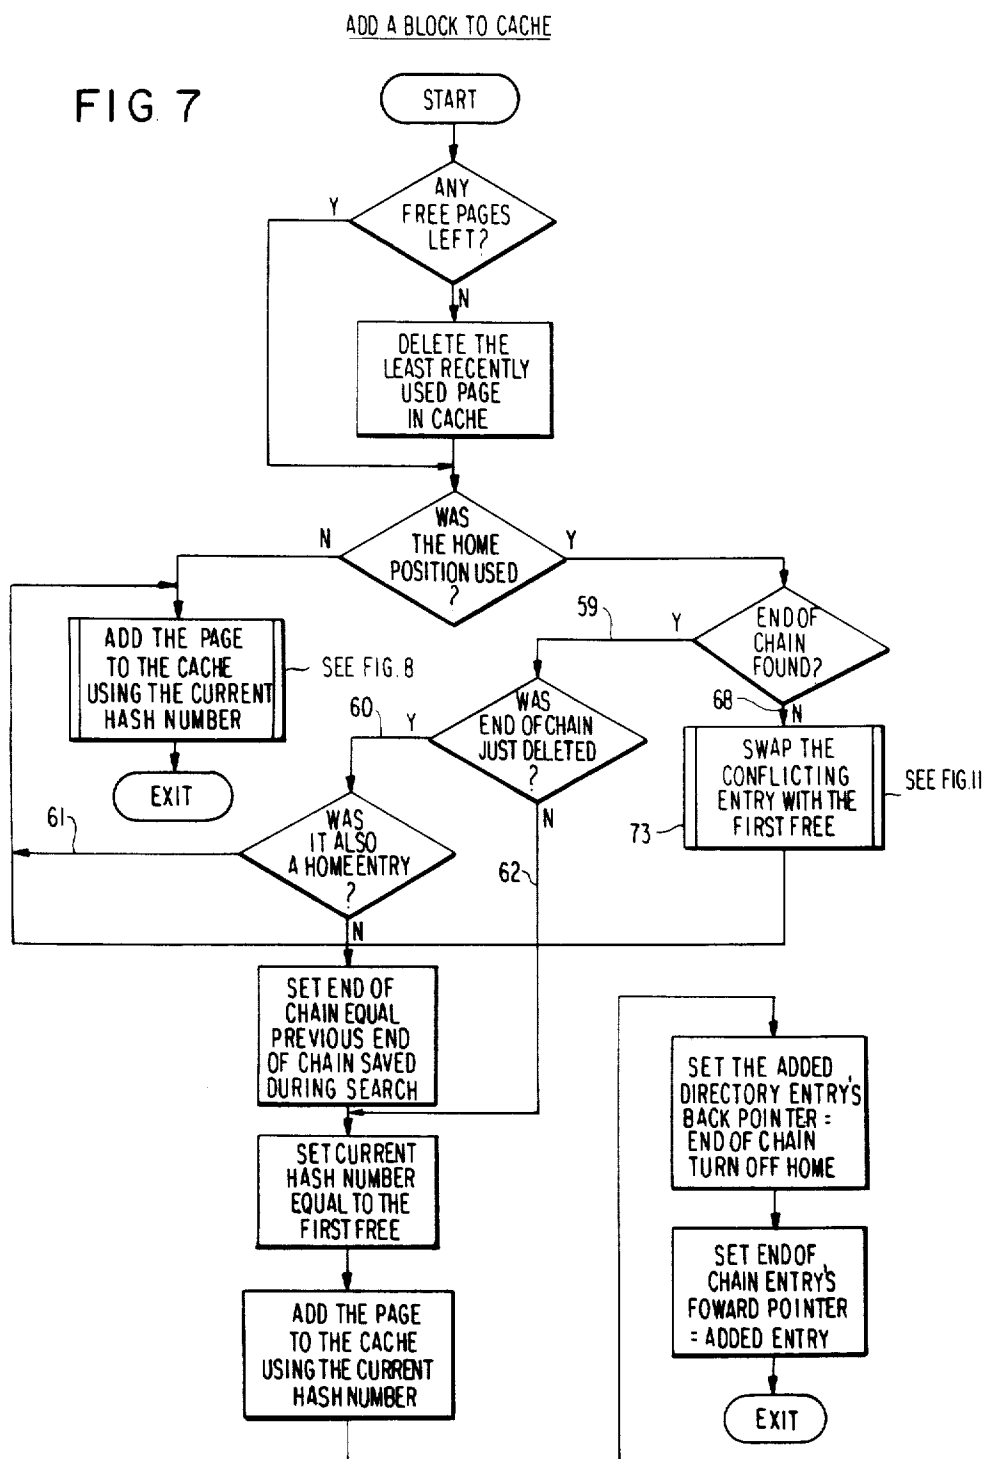 ADD A BLOCK TO CACHE
FIG. 7
START
ANY
FREE PAGES
LEFT?
Y
N
DELETE THE
LEAST RECENTLY
USED PAGE
IN CACHE
WAS
THE HOME
POSITION USED
?
N
Y
END OF
CHAIN
FOUND?
59
Y
68
N
ADD THE PAGE
TO THE CACHE
USING THE CURRENT
HASH NUMBER
SEE FIG. 8
EXIT
WAS
END OF CHAIN
JUST DELETED
?
60
Y
N
62
SWAP THE
CONFLICTING
ENTRY WITH THE
FIRST FREE
SEE FIG. 11
73
WAS
IT ALSO
A HOME ENTRY
?
61
N
SET END OF
CHAIN EQUAL
PREVIOUS END
OF CHAIN SAVED
DURING SEARCH
SET CURRENT
HASH NUMBER
EQUAL TO THE
FIRST FREE
ADD THE PAGE
TO THE CACHE
USING THE CURRENT
HASH NUMBER
SET THE ADDED
DIRECTORY ENTRY'S
BACK POINTER =
END OF CHAIN
TURN OFF HOME
SET END OF
CHAIN ENTRY'S
FOWARD POINTER
= ADDED ENTRY
EXIT